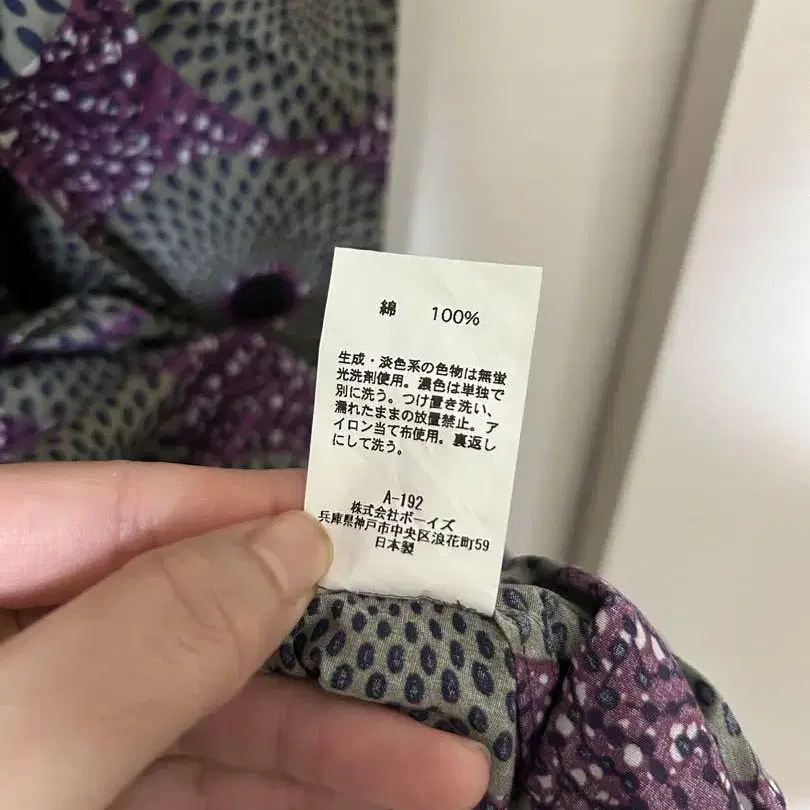 綿 100%
生成・淡色系の色物は無蛍
光洗剤使用。濃色は単独で
別に洗う。つけ置き洗い、
濡れたままの放置禁止。ア
イロン当て布使用。裏返し
にして洗う。
A-192
株式会社ボーイズ
兵庫県神戸市中央区浪花町59
日本製